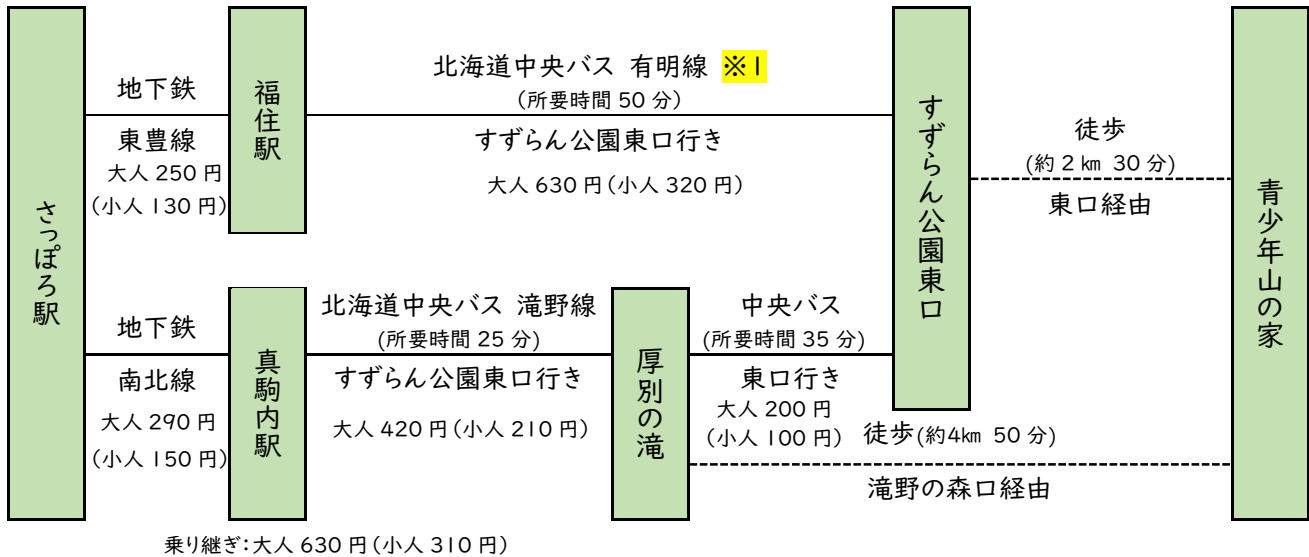 さっぽろ駅
地下鉄
東豊線
大人 250 円
(小人 130 円)
福住駅
北海道中央バス 有明線 ※1
(所要時間 50 分)
すずらん公園東口行き
大人 630 円(小人 320 円)
すずらん公園東口
徒歩
(約 2 ㎞ 30 分)
東口経由
青少年山の家
地下鉄
南北線
大人 290 円
(小人 150 円)
真駒内駅
北海道中央バス 滝野線
(所要時間 25 分)
すずらん公園東口行き
大人 420 円(小人 210 円)
厚別の滝
中央バス
(所要時間 35 分)
東口行き
大人 200 円
(小人 100 円)
徒歩(約4㎞ 50 分)
滝野の森口経由
乗り継ぎ:大人 630 円(小人 310 円)